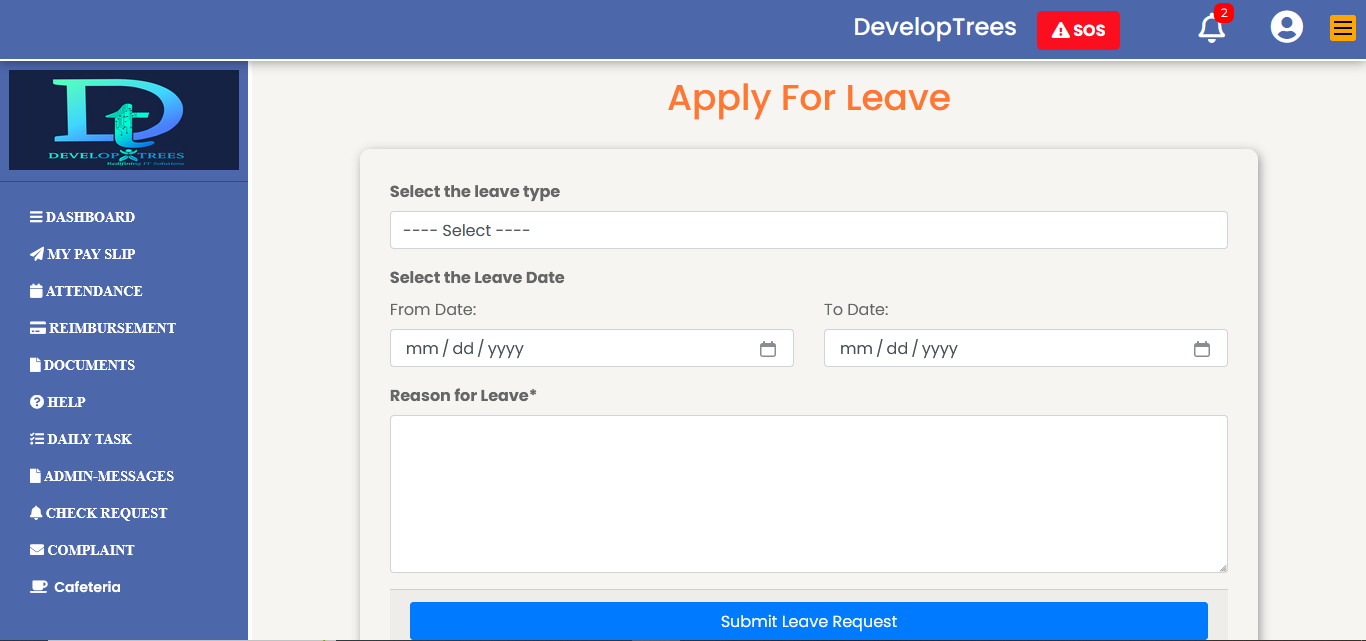 DevelopTrees
SOS
2
DEVELOP TREES
Redifining IT Solutions
DASHBOARD
MY PAY SLIP
ATTENDANCE
REIMBURSEMENT
DOCUMENTS
HELP
DAILY TASK
ADMIN-MESSAGES
CHECK REQUEST
COMPLAINT
Cafeteria
Apply For Leave
Select the leave type
---- Select ----
Select the Leave Date
From Date: To Date:
mm / dd / yyyy mm / dd / yyyy
Reason for Leave*
Submit Leave Request